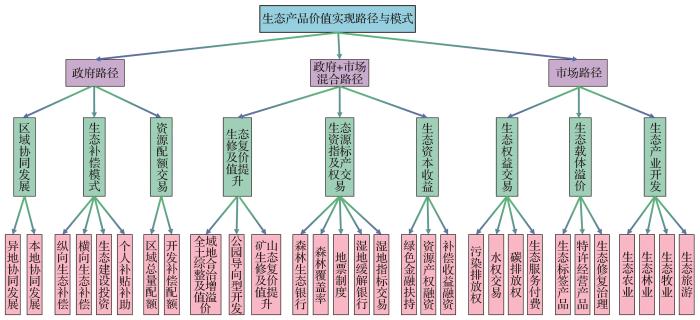 生态产品价值实现路径与模式
政府路径
政府+市场
混合路径
市场路径
区域协同发展
生态补偿模式
资源配额交易
生态修复及价值提升
生态资源指标及产权交易
生态资本收益
生态权益交易
生态载体溢价
生态产业开发
异地协同发展
本地协同发展
纵向生态补偿
横向生态补偿
生态建设投资
个人补贴补助
区域总量配额
开发补偿配额
全域土地综合整治及增值溢价
公园导向型开发
矿山生态修复及价值提升
森林生态银行
森林覆盖率
地票制度
湿地缓解银行
湿地指标交易
绿色金融扶持
资源产权融资
补偿收益融资
污染排放权
水权交易
碳排放权
生态服务付费
生态标签产品
特许经营产品
生态修复治理
生态农业
生态林业
生态牧业
生态旅游